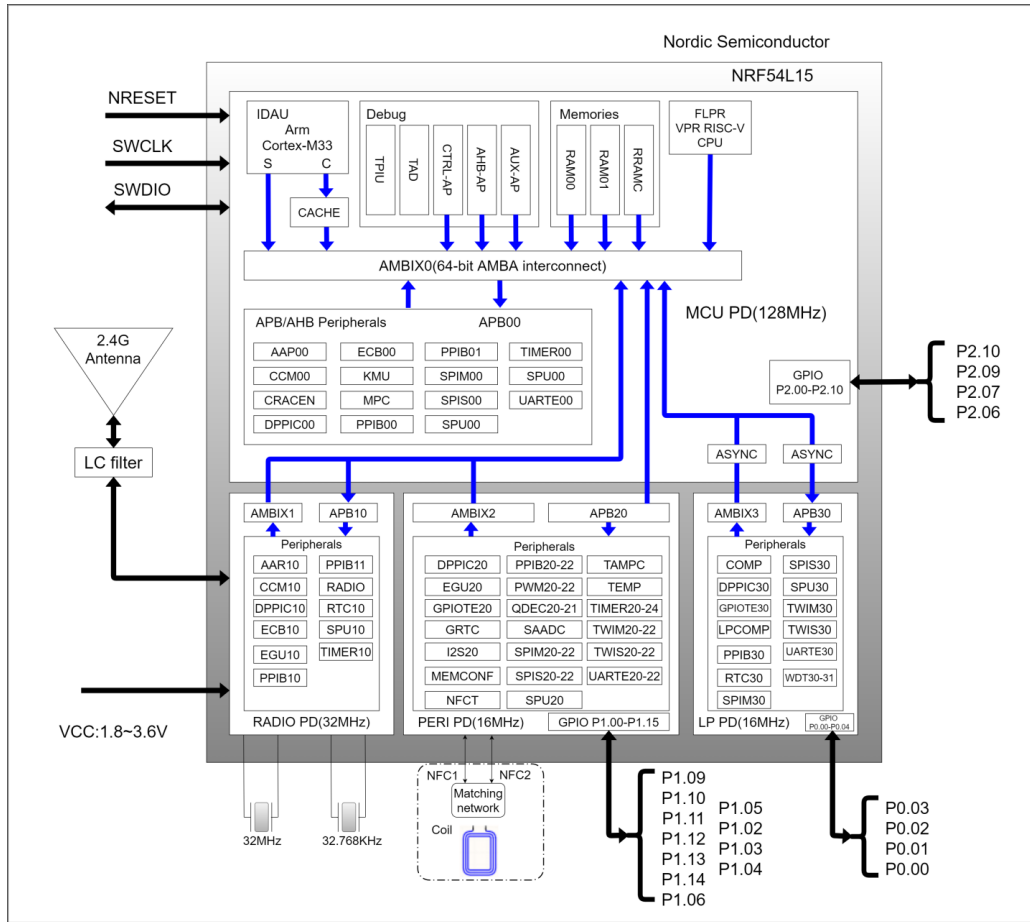 Nordic Semiconductor
NRF54L15
NRESET
SWCLK
SWDIO
IDAU
Arm
Cortex-M33
S C
CACHE
Debug
TPIU
TAD
CTRL-AP
AHB-AP
AUX-AP
Memories
RAM00
RAM01
RRAMC
FLPR
VPR RISC-V
CPU
AMBIX0(64-bit AMBA interconnect)
MCU PD(128MHz)
APB/AHB Peripherals APB00
AAP00 ECB00 PPIB01 TIMER00
CCM00 KMU SPIM00 SPU00
CRACEN MPC SPIS00 UARTE00
DPPIC00 PPIB00 SPU00
GPIO
P2.00-P2.10
P2.10
P2.09
P2.07
P2.06
2.4G
Antenna
LC filter
ASYNC ASYNC
AMBIX1 APB10
Peripherals
AAR10 PPIB11
CCM10 RADIO
DPPIC10 RTC10
ECB10 SPU10
EGU10 TIMER10
PPIB10
RADIO PD(32MHz)
AMBIX2 APB20
Peripherals
DPPIC20 PPIB20-22 TAMPC
EGU20 PWM20-22 TEMP
GPIOTE20 QDEC20-21 TIMER20-24
GRTC SAADC TWIM20-22
I2S20 SPIM20-22 TWIS20-22
MEMCONF SPIS20-22 UARTE20-22
NFCT SPU20
PERI PD(16MHz) GPIO P1.00-P1.15
AMBIX3 APB30
Peripherals
COMP SPIS30
DPPIC30 SPU30
GPIOTE30 TWIM30
LPCOMP TWIS30
PPIB30 UARTE30
RTC30 WDT30-31
SPIM30
LP PD(16MHz)
GPIO
P0.00-P0.04
VCC:1.8~3.6V
32MHz
32.768KHz
NFC1 NFC2
Matching
network
Coil
P1.09
P1.10
P1.11
P1.12
P1.13
P1.14
P1.06
P1.05
P1.02
P1.03
P1.04
P0.03
P0.02
P0.01
P0.00